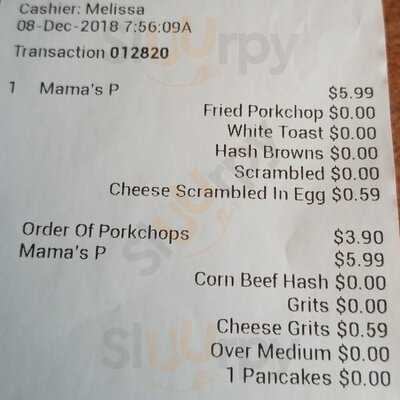 Cashier: Melissa
08-Dec-2018 7:56:09A
Transaction 012820
1 Mama's P $5.99
Fried Porkchop $0.00
White Toast $0.00
Hash Browns $0.00
Scrambled $0.00
Cheese Scrambled In Egg $0.59
Order Of Porkchops $3.90
Mama's P $5.99
Corn Beef Hash $0.00
Grits $0.00
Cheese Grits $0.59
Over Medium $0.00
1 Pancakes $0.00
sluurpy
sluurpy
sluurpy